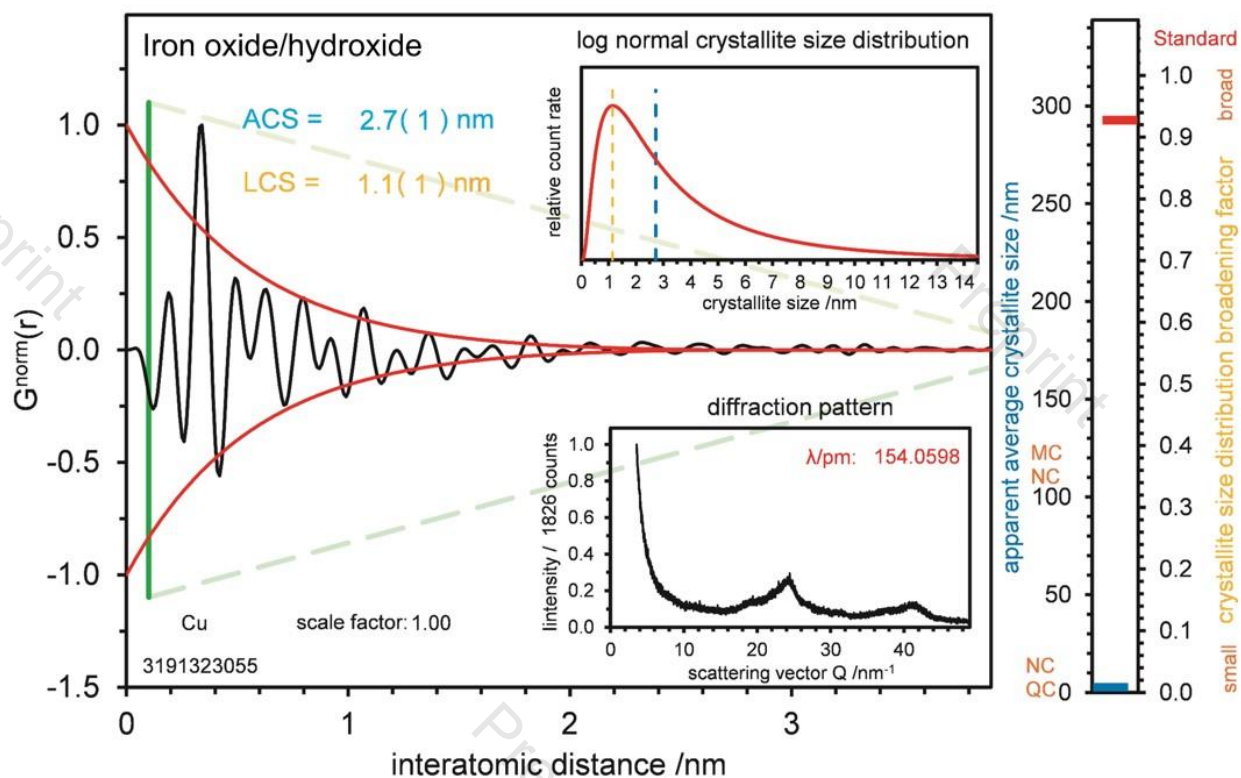 Iron oxide/hydroxide
ACS = 2.7( 1 ) nm
LCS = 1.1( 1 ) nm
G^norm(r)
1.0
0.5
0.0
-0.5
-1.0
-1.5
Cu
scale factor: 1.00
3191323055
0 1 2 3
interatomic distance /nm
log normal crystallite size distribution
relative count rate
0 1 2 3 4 5 6 7 8 9 10 11 12 13 14
crystallite size /nm
diffraction pattern
λ/pm: 154.0598
Iintensity / 1826 counts
1.0
0.8
0.6
0.4
0.2
0.0
0 10 20 30 40
scattering vector Q /nm⁻¹
apparent average crystallite size /nm
300
250
200
150
100
50
0
MC
NC
NC
QC
Standard
1.0
0.9
0.8
0.7
0.6
0.5
0.4
0.3
0.2
0.1
0.0
small crystallite size distribution broadening factor broad
print
Preprint
Pre